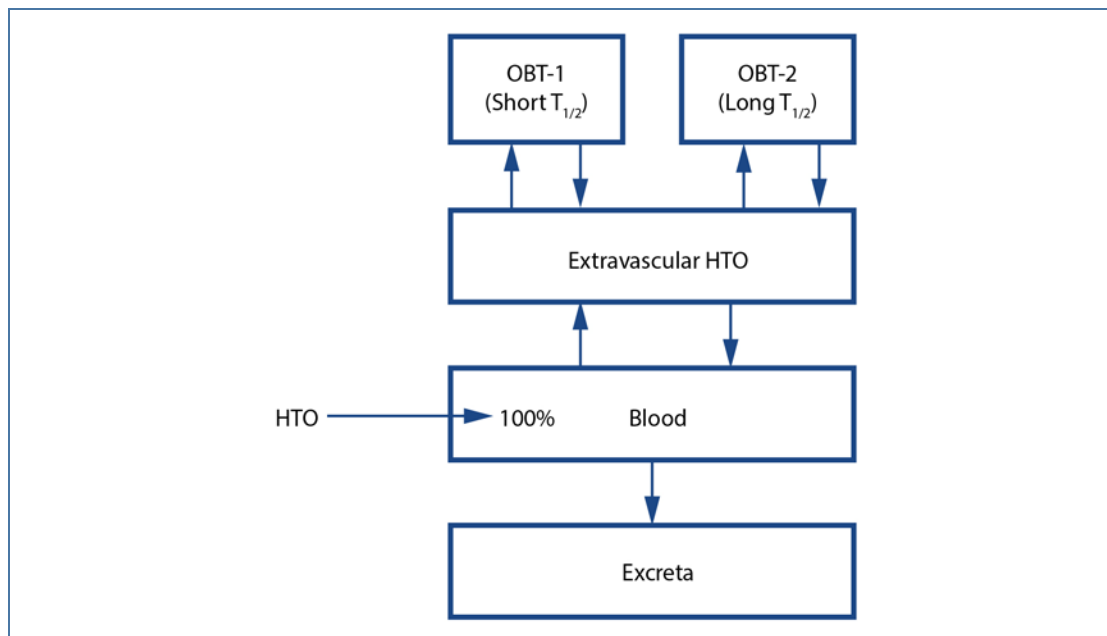 OBT-1
(Short T1/2)
OBT-2
(Long T1/2)
Extravascular HTO
HTO
100%
Blood
Excreta